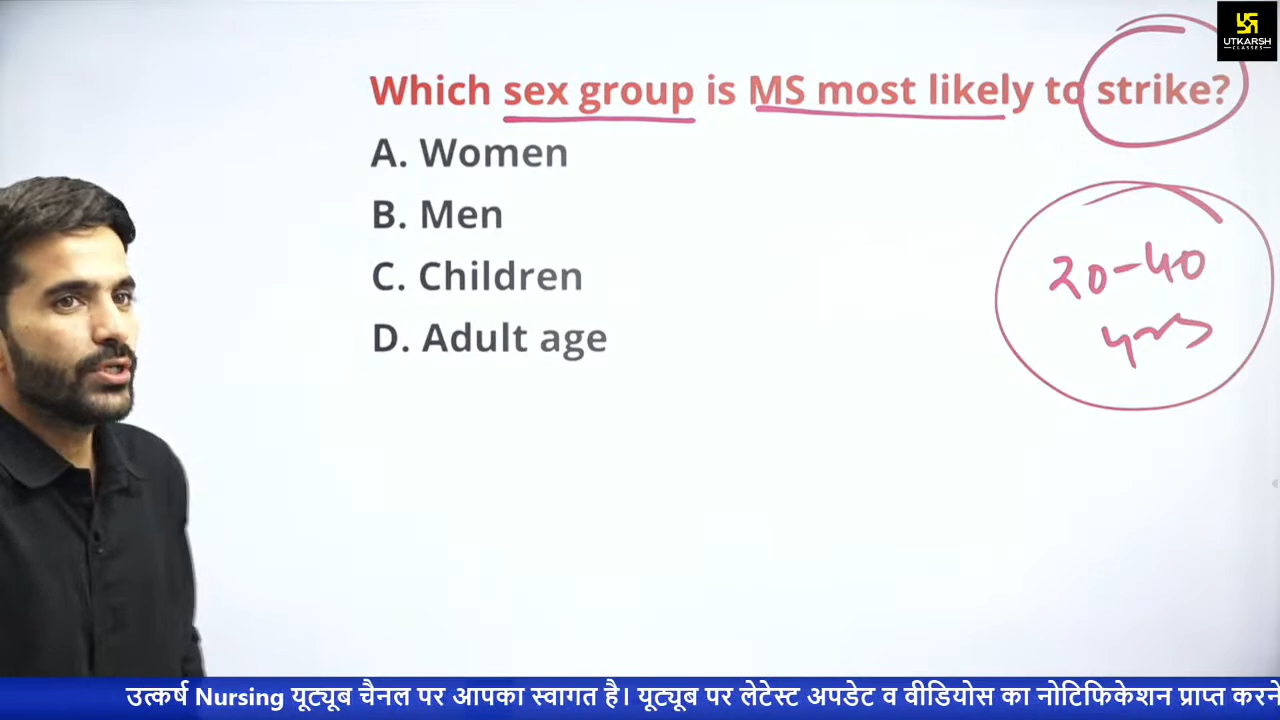 UTKARSH
CLASSES
Which sex group is MS most likely to strike?
A. Women
B. Men
C. Children
D. Adult age
20-40
yrs
उत्कर्ष Nursing यूट्यूब चैनल पर आपका स्वागत है। यूट्यूब पर लेटेस्ट अपडेट व वीडियोस का नोटिफिकेशन प्राप्त करने